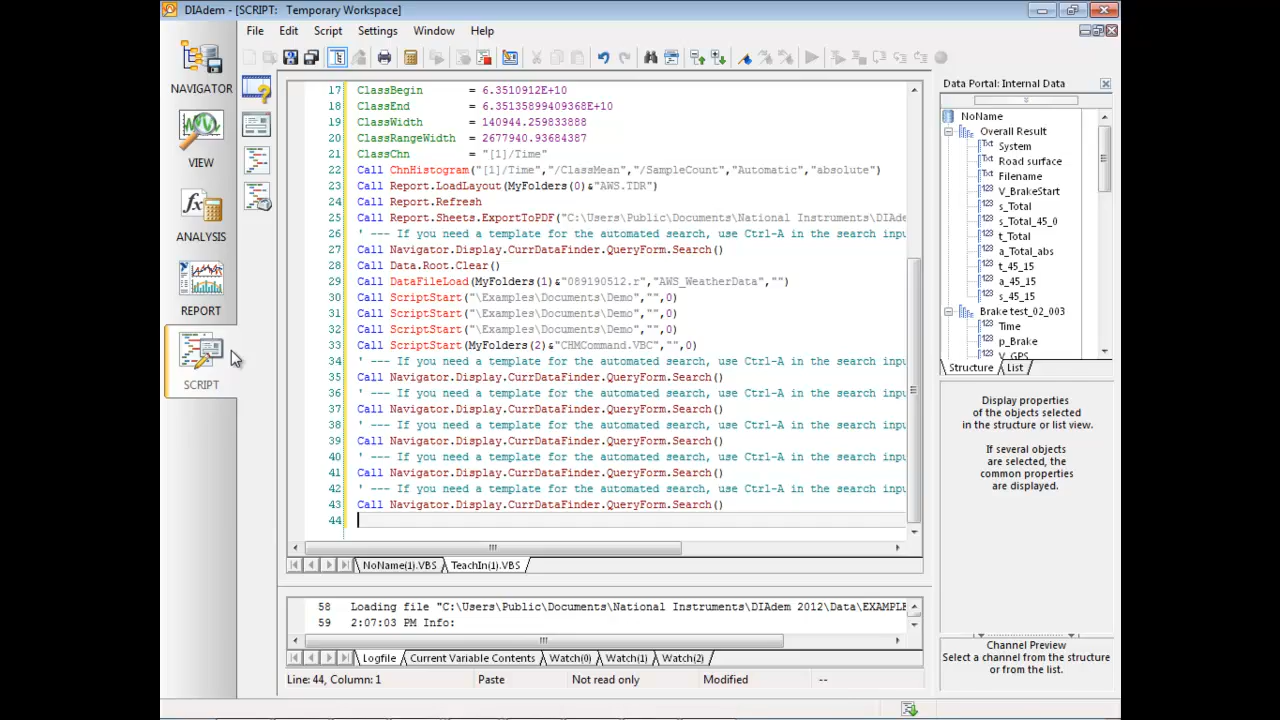 DIAdem - [SCRIPT:   Temporary Workspace]
File Edit Script Settings Window Help
NAVIGATOR
VIEW
ANALYSIS
REPORT
SCRIPT
17 ClassBegin = 6.3510912E+10
18 ClassEnd = 6.35135899409368E+10
19 ClassWidth = 140944.259833888
20 ClassRangeWidth = 2677940.93684387
21 ClassChn = "[1]/Time"
22 Call ChnHistogram("[1]/Time","/ClassMean","/SampleCount","Automatic","absolute")
23 Call Report.LoadLayout(MyFolders(0)&"AWS.TDR")
24 Call Report.Refresh
25 Call Report.Sheets.ExportToPDF("C:\Users\Public\Documents\National Instruments\DIAde
26 ' --- If you need a template for the automated search, use Ctrl-A in the search inpu
27 Call Navigator.Display.CurrDataFinder.QueryForm.Search()
28 Call Data.Root.Clear()
29 Call DataFileLoad(MyFolders(1)&"089190512.r","AWS_WeatherData","")
30 Call ScriptStart("\Examples\Documents\Demo","",0)
31 Call ScriptStart("\Examples\Documents\Demo","",0)
32 Call ScriptStart("\Examples\Documents\Demo","",0)
33 Call ScriptStart(MyFolders(2)&"CHMCommand.VBC","",0)
34 ' --- If you need a template for the automated search, use Ctrl-A in the search inpu
35 Call Navigator.Display.CurrDataFinder.QueryForm.Search()
36 ' --- If you need a template for the automated search, use Ctrl-A in the search inpu
37 Call Navigator.Display.CurrDataFinder.QueryForm.Search()
38 ' --- If you need a template for the automated search, use Ctrl-A in the search inpu
39 Call Navigator.Display.CurrDataFinder.QueryForm.Search()
40 ' --- If you need a template for the automated search, use Ctrl-A in the search inpu
41 Call Navigator.Display.CurrDataFinder.QueryForm.Search()
42 ' --- If you need a template for the automated search, use Ctrl-A in the search inpu
43 Call Navigator.Display.CurrDataFinder.QueryForm.Search()
44
NoName(1).VBS TeachIn(1).VBS
58 Loading file "C:\Users\Public\Documents\National Instruments\DIAdem 2012\Data\EXAMPLE
59 2:07:03 PM Info:
Logfile Current Variable Contents Watch(0) Watch(1) Watch(2)
Line: 44, Column: 1 Paste Not read only Modified --
Data Portal: Internal Data
NoName
Overall Result
System
Road surface
Filename
V_BrakeStart
s_Total
s_Total_45_0
t_Total
a_Total_abs
t_45_15
a_45_15
s_45_15
Brake test_02_003
Time
p_Brake
V_GPS
Structure List
Display properties
of the objects selected
in the structure or list view.
If several objects
are selected, the
common properties
are displayed.
Channel Preview
Select a channel from the structure
or from the list.